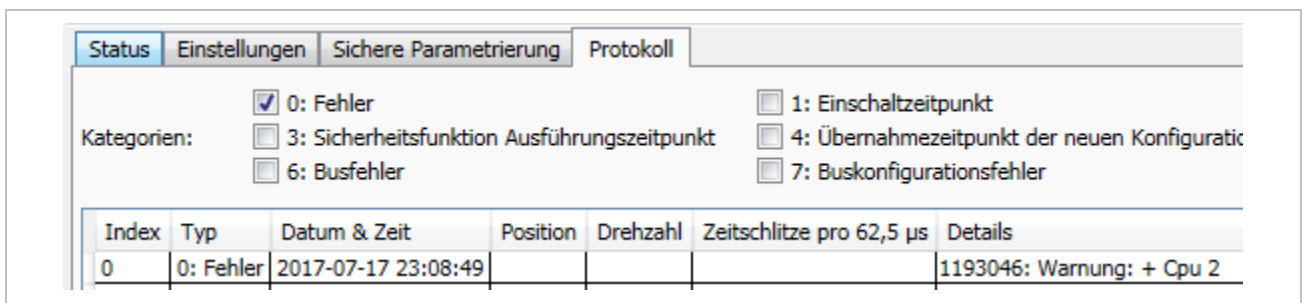 Status Einstellungen Sichere Parametrierung Protokoll
0: Fehler 1: Einschaltzeitpunkt
Kategorien: 3: Sicherheitsfunktion Ausführungszeitpunkt 4: Übernahmezeitpunkt der neuen Konfiguratio
6: Busfehler 7: Buskonfigurationsfehler
Index Typ Datum & Zeit Position Drehzahl Zeitschlitze pro 62,5 µs Details
0 0: Fehler 2017-07-17 23:08:49 1193046: Warnung: + Cpu 2